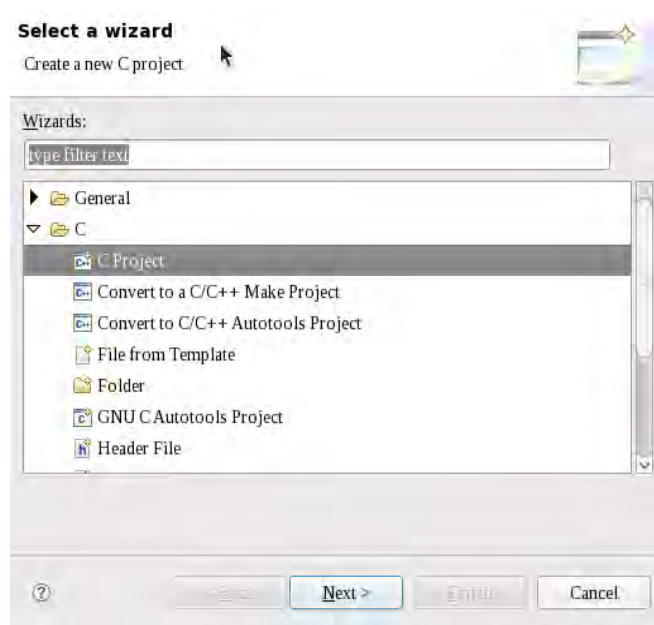 Select a wizard
Create a new C project
Wizards:
type filter text
General
C
C Project
Convert to a C/C++ Make Project
Convert to C/C++ Autotools Project
File from Template
Folder
GNU C Autotools Project
Header File
Next >
Cancel